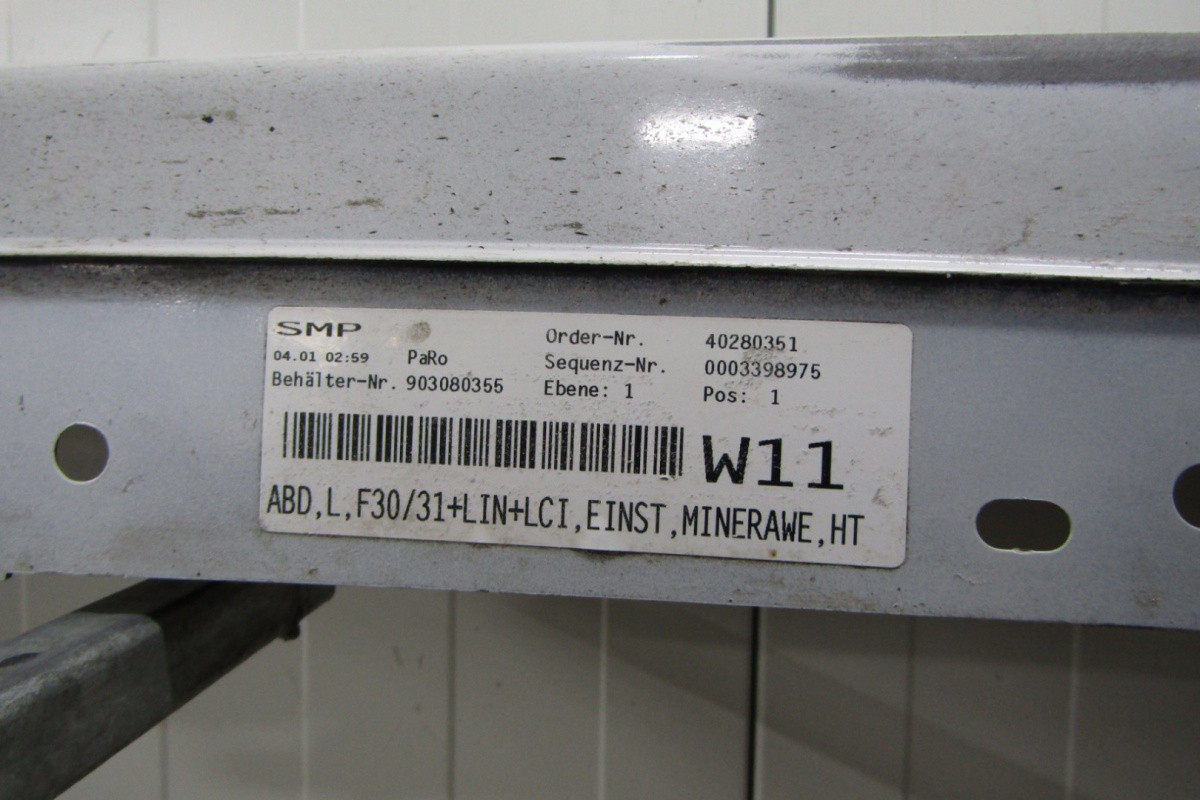 SMP
04.01 02:59 PaRo
Behälter-Nr. 903080355
Order-Nr. 40280351
Sequenz-Nr. 0003398975
Ebene: 1 Pos: 1
W11
ABD,L,F30/31+LIN+LCI,EINST,MINERAWE,HT